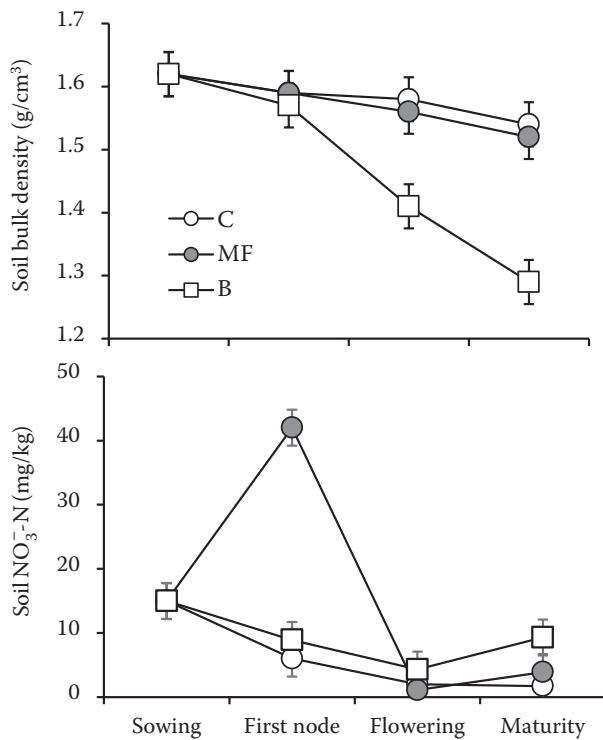 Soil bulk density (g/cm³)
1.7
1.6
1.5
1.4
1.3
1.2
C
MF
B
Soil NO₃⁻-N (mg/kg)
50
40
30
20
10
0
Sowing First node Flowering Maturity